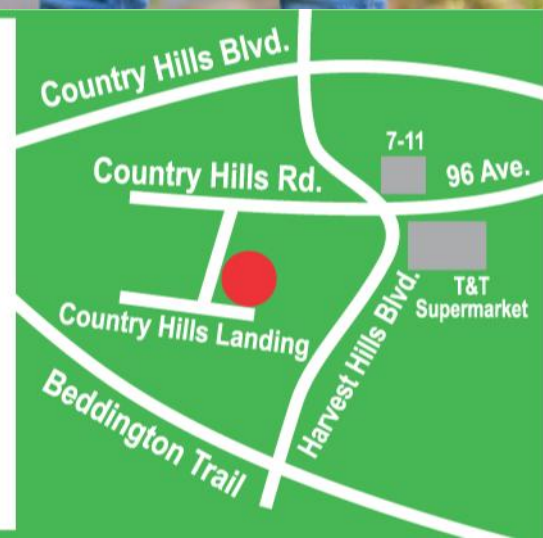 Country Hills Blvd.
7-11
Country Hills Rd.
96 Ave.
T&T
Supermarket
Country Hills Landing
Harvest Hills Blvd.
Beddington Trail